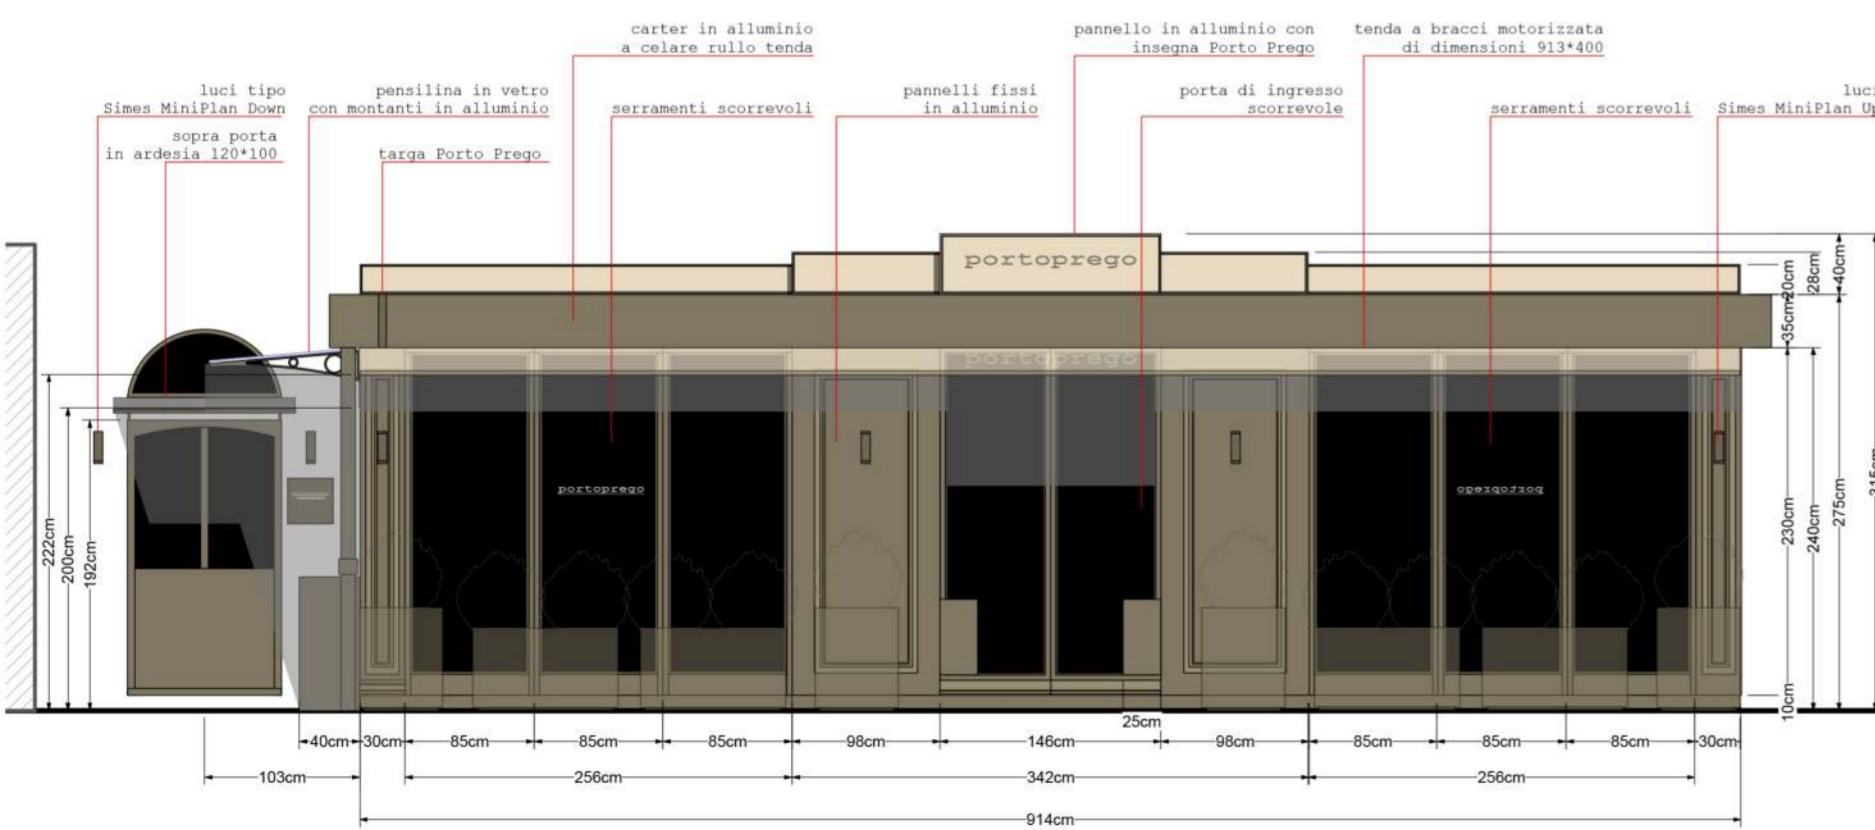 carter in alluminio
a celare rullo tenda
pannello in alluminio con
insegna Porto Prego
tenda a bracci motorizzata
di dimensioni 913*400
luci tipo
Simes MiniPlan Down
pensilina in vetro
con montanti in alluminio
serramenti scorrevoli
pannelli fissi
in alluminio
porta di ingresso
scorrevole
serramenti scorrevoli
luci
Simes MiniPlan Up
sopra porta
in ardesia 120*100
targa Porto Prego
portoprego
portoprego
portoprego
portoprego
20cm
28cm
40cm
35cm
222cm
200cm
192cm
230cm
240cm
275cm
315cm
10cm
25cm
40cm
30cm
85cm
85cm
85cm
98cm
146cm
98cm
85cm
85cm
85cm
30cm
103cm
256cm
342cm
256cm
914cm